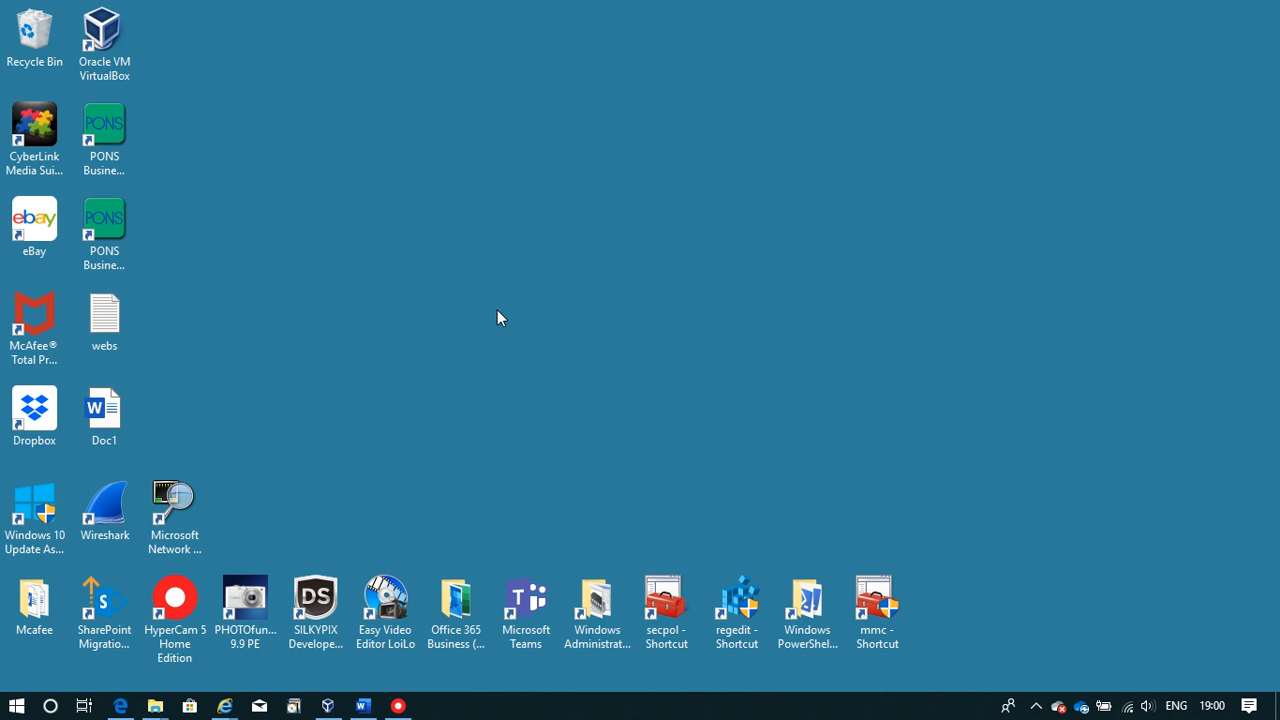 Recycle Bin
Oracle VM
VirtualBox
CyberLink
Media Sui...
PONS
PONS
Busine...
ebay
eBay
PONS
PONS
Busine...
McAfee®
Total Pr...
webs
Dropbox
W
Doc1
Windows 10
Update As...
Wireshark
Microsoft
Network ...
Mcafee
S
SharePoint
Migratio...
HyperCam 5
Home
Edition
PHOTOfun...
9.9 PE
DS
SILKYPIX
Develope...
Easy Video
Editor LoiLo
Office 365
Business (...
T
Microsoft
Teams
Windows
Administrat...
secpol -
Shortcut
regedit -
Shortcut
Windows
PowerShel...
mmc -
Shortcut
W
ENG
19:00